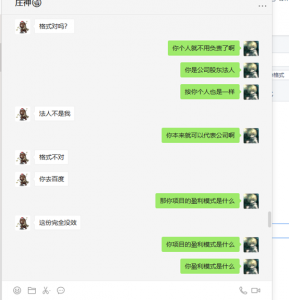 庄神
格式对吗?
你个人就不用负责了啊
你是公司股东法人
按你个人也是一样
法人不是我
你本来就可以代表公司啊
格式不对
你去百度
那你项目的盈利模式是什么
这份完全没效
你项目的盈利模式是什么
你盈利模式是什么